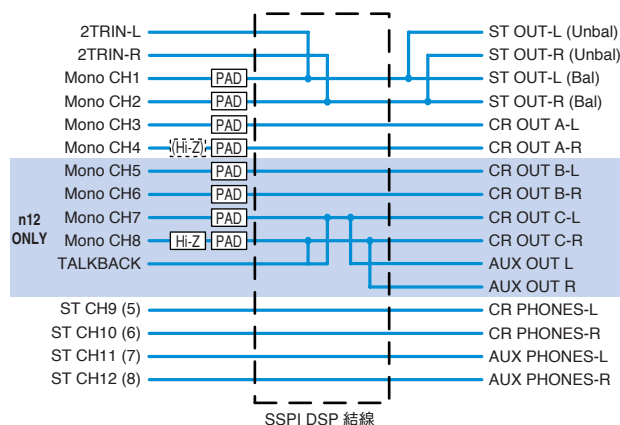 2TRIN-L ST OUT-L (Unbal)
2TRIN-R ST OUT-R (Unbal)
Mono CH1 PAD ST OUT-L (Bal)
Mono CH2 PAD ST OUT-R (Bal)
Mono CH3 PAD CR OUT A-L
Mono CH4 (Hi-Z) PAD CR OUT A-R
Mono CH5 PAD CR OUT B-L
Mono CH6 PAD CR OUT B-R
n12 ONLY
Mono CH7 PAD CR OUT C-L
Mono CH8 Hi-Z PAD CR OUT C-R
TALKBACK AUX OUT L
AUX OUT R
ST CH9 (5) CR PHONES-L
ST CH10 (6) CR PHONES-R
ST CH11 (7) AUX PHONES-L
ST CH12 (8) AUX PHONES-R
SSPI DSP 結線